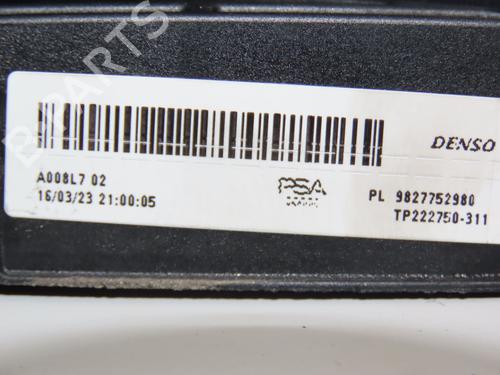 DENSO
A008L7 02
16/03/23 21:00:05
PSA
PL 9827752980
TP222750-311
B-PARTS